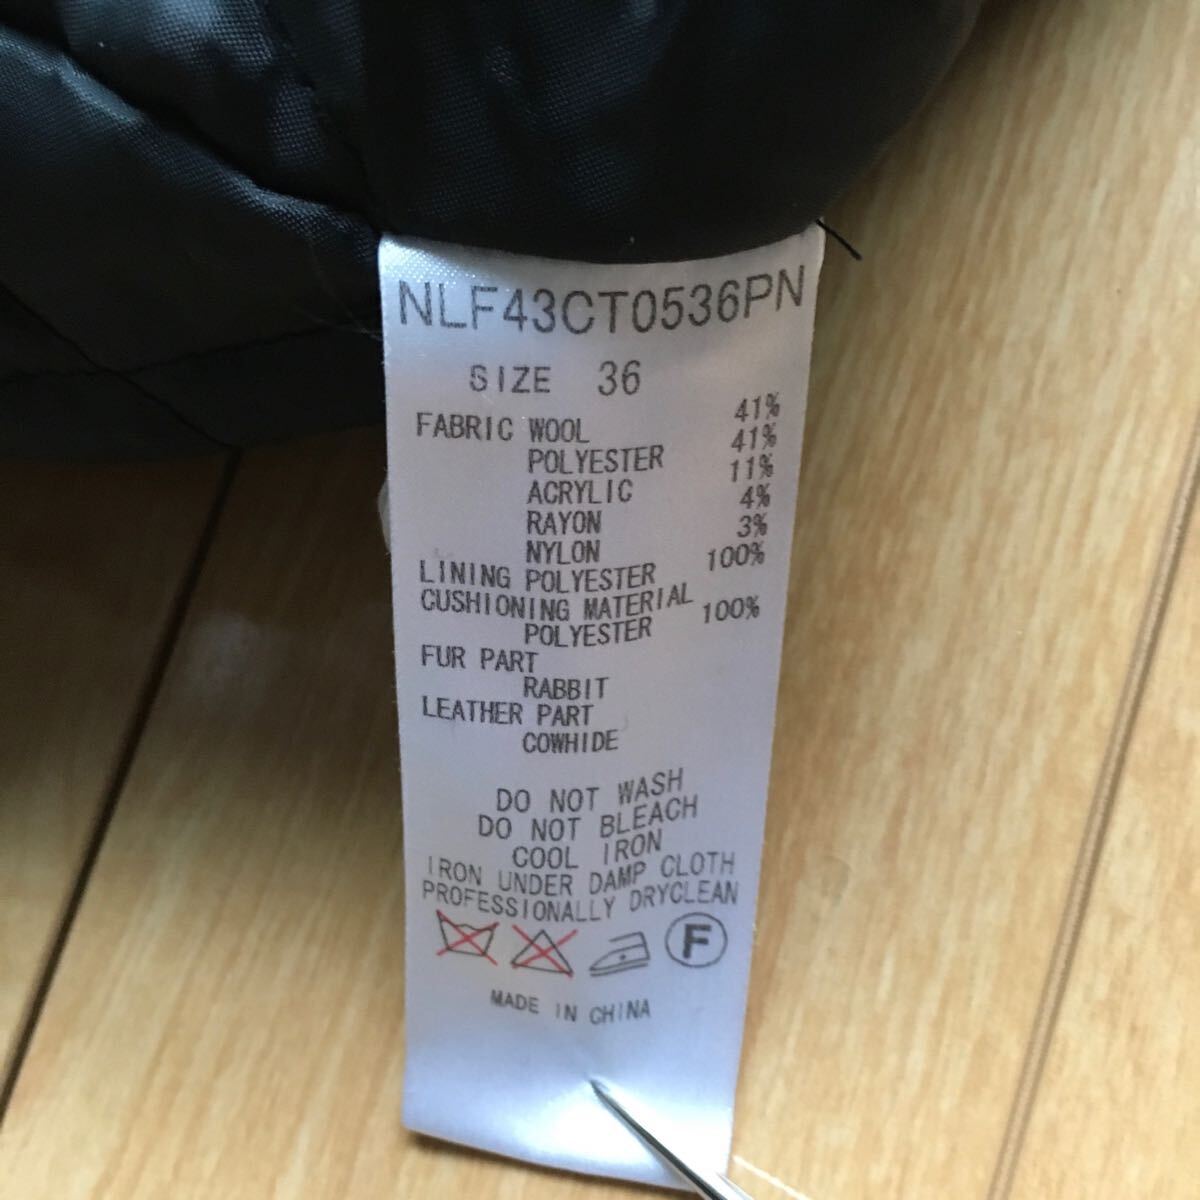 NLF43CT0536PN
SIZE 36
FABRIC WOOL 41%
POLYESTER 41%
ACRYLIC 11%
RAYON 4%
NYLON 3%
LINING POLYESTER 100%
CUSHIONING MATERIAL
POLYESTER 100%
FUR PART
RABBIT
LEATHER PART
COWHIDE
DO NOT WASH
DO NOT BLEACH
COOL IRON
IRON UNDER DAMP CLOTH
PROFESSIONALLY DRYCLEAN
F
MADE IN CHINA